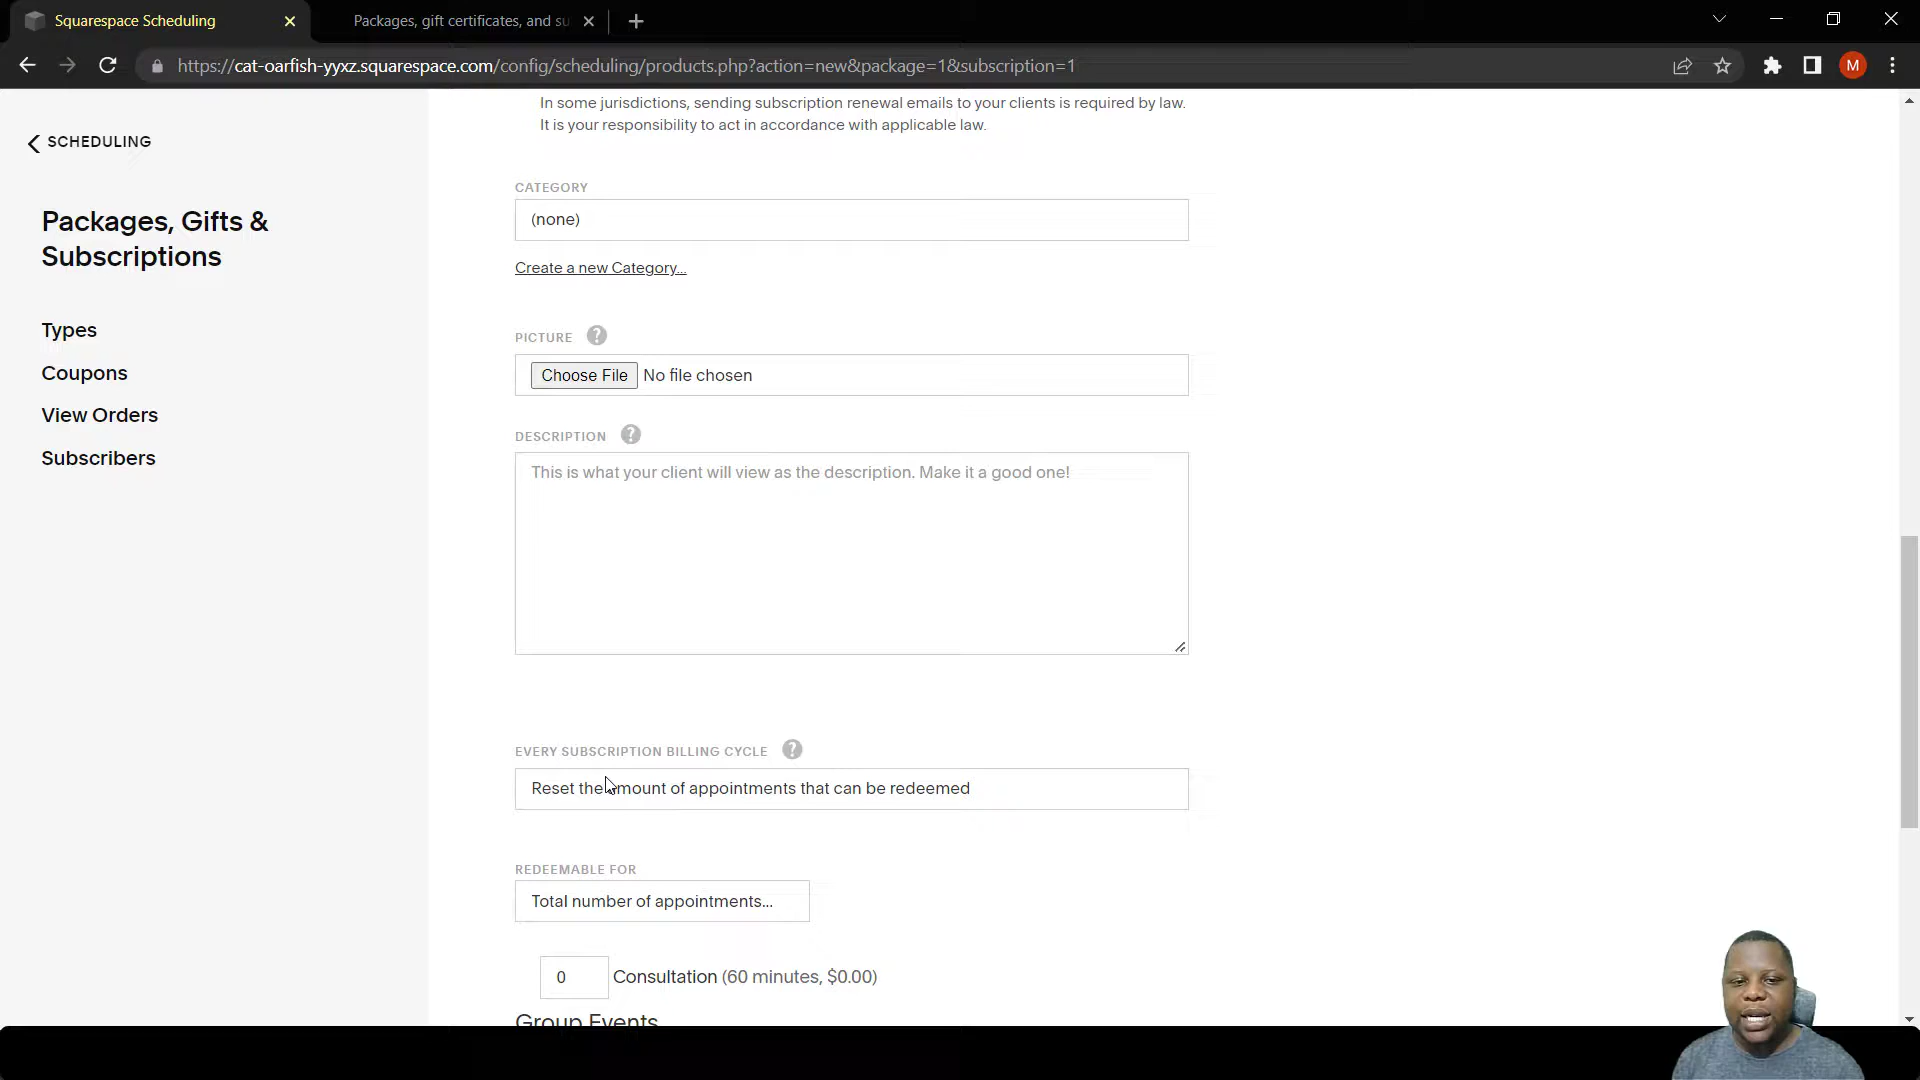 Squarespace Scheduling
Packages, gift certificates, and su
https://cat-oarfish-yyxz.squarespace.com/config/scheduling/products.php?action=new&package=1&subscription=1
M
SCHEDULING
Packages, Gifts &
Subscriptions
Types
Coupons
View Orders
Subscribers
In some jurisdictions, sending subscription renewal emails to your clients is required by law.
It is your responsibility to act in accordance with applicable law.
CATEGORY
(none)
Create a new Category...
PICTURE ?
Choose File No file chosen
DESCRIPTION ?
This is what your client will view as the description. Make it a good one!
EVERY SUBSCRIPTION BILLING CYCLE ?
Reset the amount of appointments that can be redeemed
REDEEMABLE FOR
Total number of appointments...
0 Consultation (60 minutes, $0.00)
Group Events